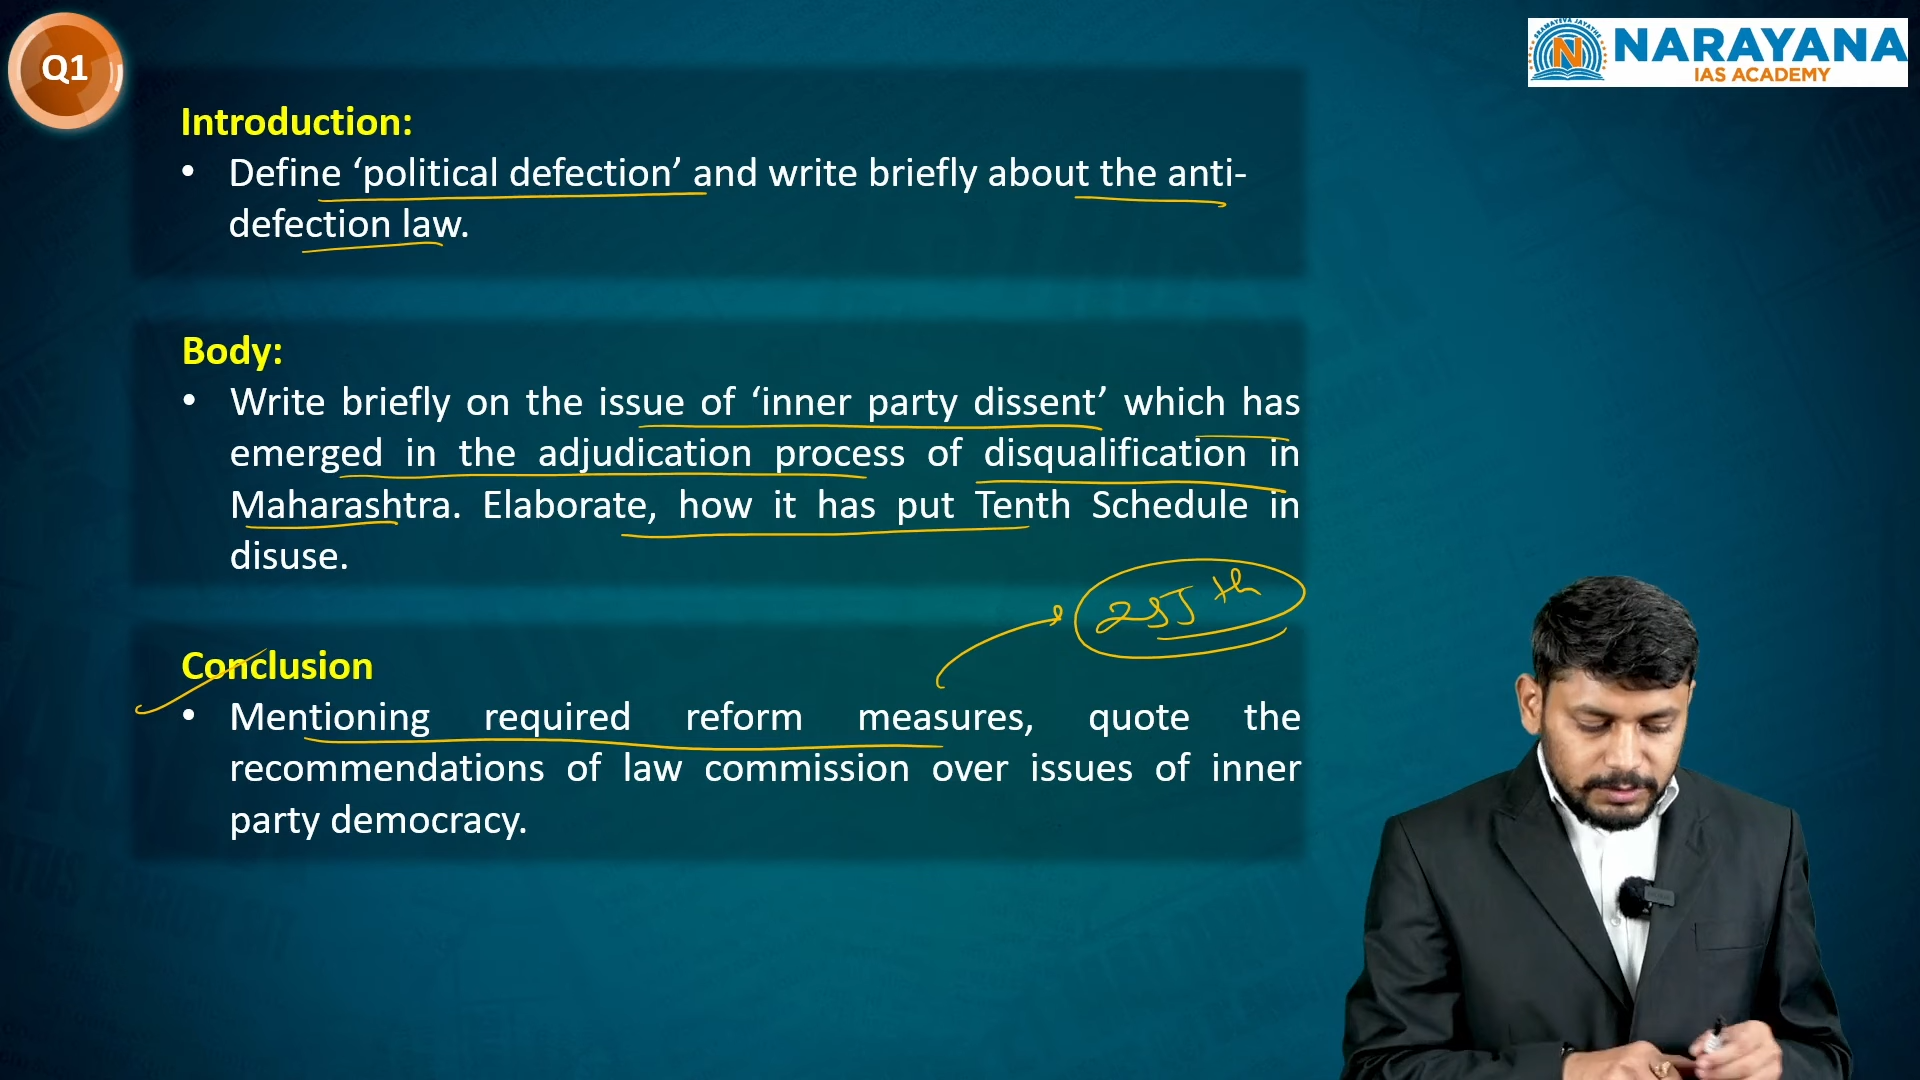 Q1
NARAYANA
IAS ACADEMY
Introduction:
• Define ‘political defection’ and write briefly about the anti-
defection law.
Body:
• Write briefly on the issue of ‘inner party dissent’ which has
emerged in the adjudication process of disqualification in
Maharashtra. Elaborate, how it has put Tenth Schedule in
disuse.
255th
Conclusion
• Mentioning required reform measures, quote the
recommendations of law commission over issues of inner
party democracy.